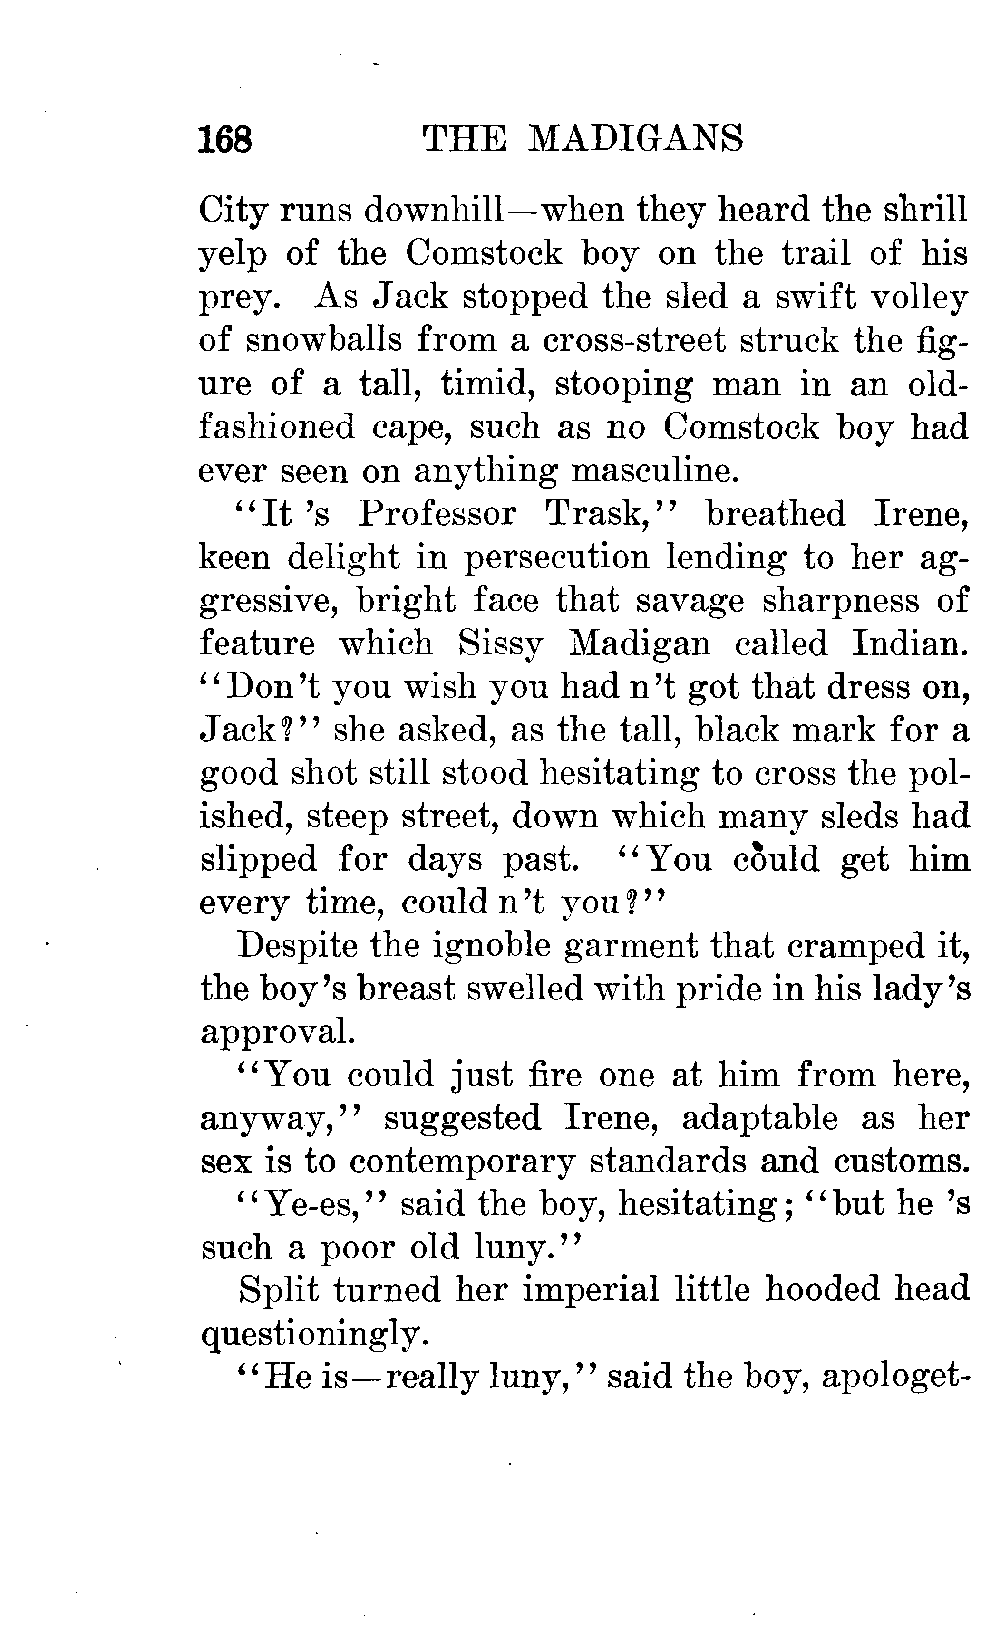 168 THE MADIGANS
City runs downhill—when they heard the shrill
yelp of the Comstock boy on the trail of his
prey. As Jack stopped the sled a swift volley
of snowballs from a cross-street struck the fig-
ure of a tall, timid, stooping man in an old-
fashioned cape, such as no Comstock boy had
ever seen on anything masculine.
“It ’s Professor Trask,” breathed Irene,
keen delight in persecution lending to her ag-
gressive, bright face that savage sharpness of
feature which Sissy Madigan called Indian.
“Don’t you wish you had n’t got that dress on,
Jack?” she asked, as the tall, black mark for a
good shot still stood hesitating to cross the pol-
ished, steep street, down which many sleds had
slipped for days past. “You could get him
every time, could n’t you?”
Despite the ignoble garment that cramped it,
the boy’s breast swelled with pride in his lady’s
approval.
“You could just fire one at him from here,
anyway,” suggested Irene, adaptable as her
sex is to contemporary standards and customs.
“Ye-es,” said the boy, hesitating; “but he ’s
such a poor old luny.”
Split turned her imperial little hooded head
questioningly.
“He is—really luny,” said the boy, apologet-